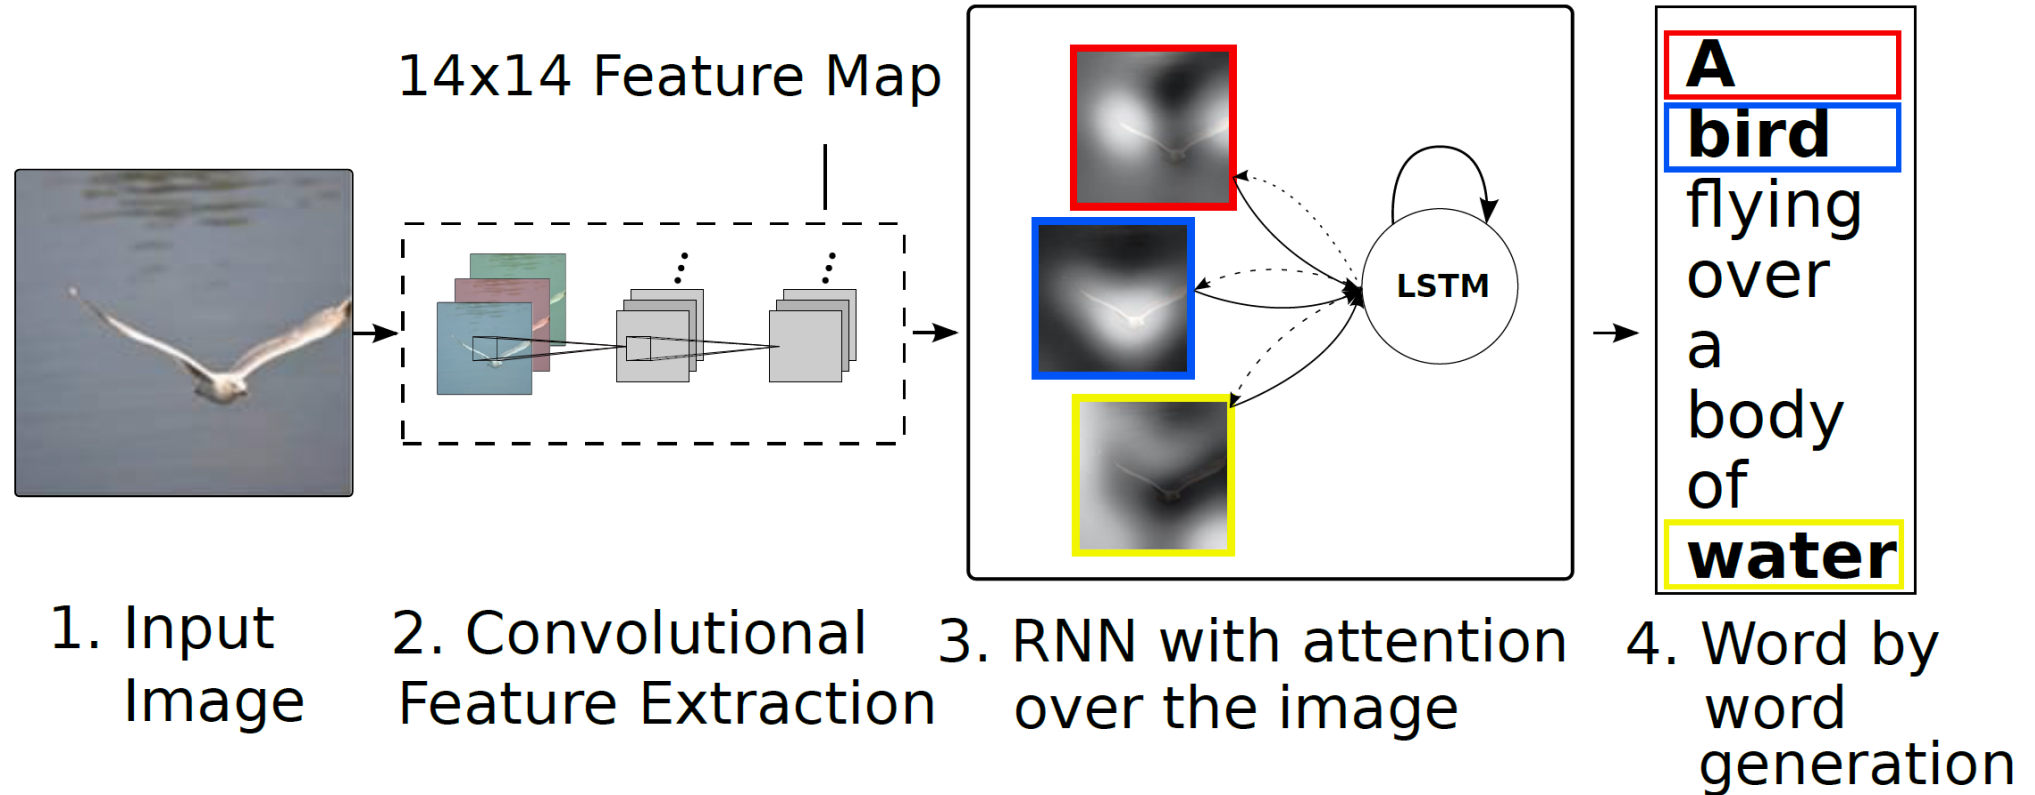 14x14 Feature Map
LSTM
A
bird
flying
over
a
body
of
water
1. Input
Image
2. Convolutional
Feature Extraction
3. RNN with attention
over the image
4. Word by
word
generation